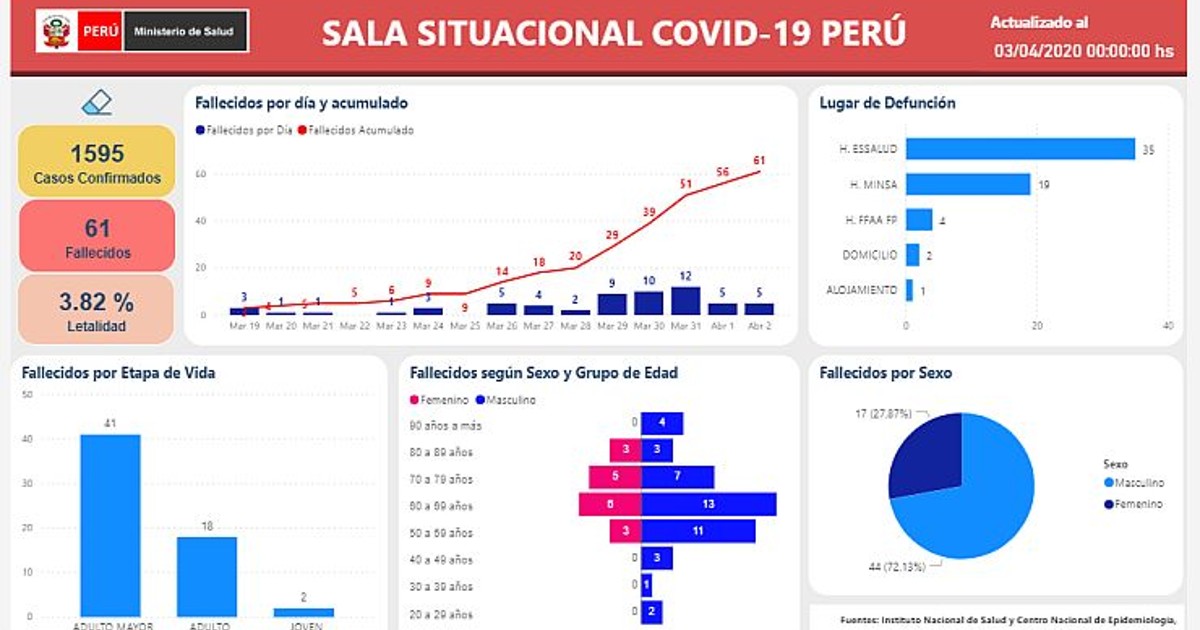 PERÚ Ministerio de Salud
SALA SITUACIONAL COVID-19 PERÚ
Actualizado al
03/04/2020 00:00:00 hs
1595
Casos Confirmados
61
Fallecidos
3.82 %
Letalidad
Fallecidos por día y acumulado
Fallecidos por Día Fallecidos Acumulado
60
40
20
0
5 6 9 9 14 18 20 29 39 51 56 61
3 1 1 1 3 5 4 2 9 10 12 5 5
Mar 19 Mar 20 Mar 21 Mar 22 Mar 23 Mar 24 Mar 25 Mar 26 Mar 27 Mar 28 Mar 29 Mar 30 Mar 31 Abr 1 Abr 2
Lugar de Defunción
H. ESSALUD 35
H. MINSA 19
H. FFAA FP 4
DOMICILIO 2
ALOJAMIENTO 1
0 20 40
Fallecidos por Etapa de Vida
50
40
30
20
10
0
41
18
2
ADULTO MAYOR ADULTO JOVEN
Fallecidos según Sexo y Grupo de Edad
Femenino Masculino
90 años a más 0 4
80 a 89 años 3 3
70 a 79 años 5 7
60 a 69 años 6 13
50 a 59 años 3 11
40 a 49 años 0 3
30 a 39 años 0 1
20 a 29 años 0 2
Fallecidos por Sexo
17 (27.87%)
44 (72.13%)
Sexo
Masculino
Femenino
Fuentes: Instituto Nacional de Salud y Centro Nacional de Epidemiologia,